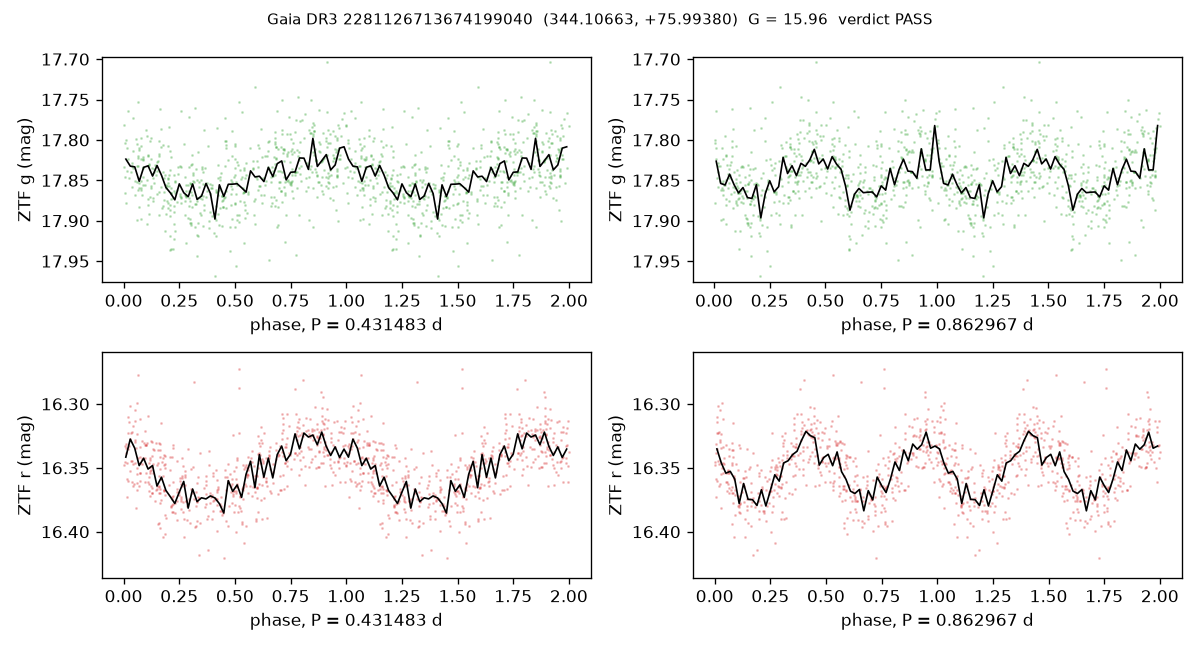 Gaia DR3 2281126713674199040  (344.10663, +75.99380)  G = 15.96  verdict PASS
17.70
17.75
17.80
17.85
17.90
17.95
ZTF g (mag)
0.00 0.25 0.50 0.75 1.00 1.25 1.50 1.75 2.00
phase, P = 0.431483 d
17.70
17.75
17.80
17.85
17.90
17.95
ZTF g (mag)
0.00 0.25 0.50 0.75 1.00 1.25 1.50 1.75 2.00
phase, P = 0.862967 d
16.30
16.35
16.40
ZTF r (mag)
0.00 0.25 0.50 0.75 1.00 1.25 1.50 1.75 2.00
phase, P = 0.431483 d
16.30
16.35
16.40
ZTF r (mag)
0.00 0.25 0.50 0.75 1.00 1.25 1.50 1.75 2.00
phase, P = 0.862967 d